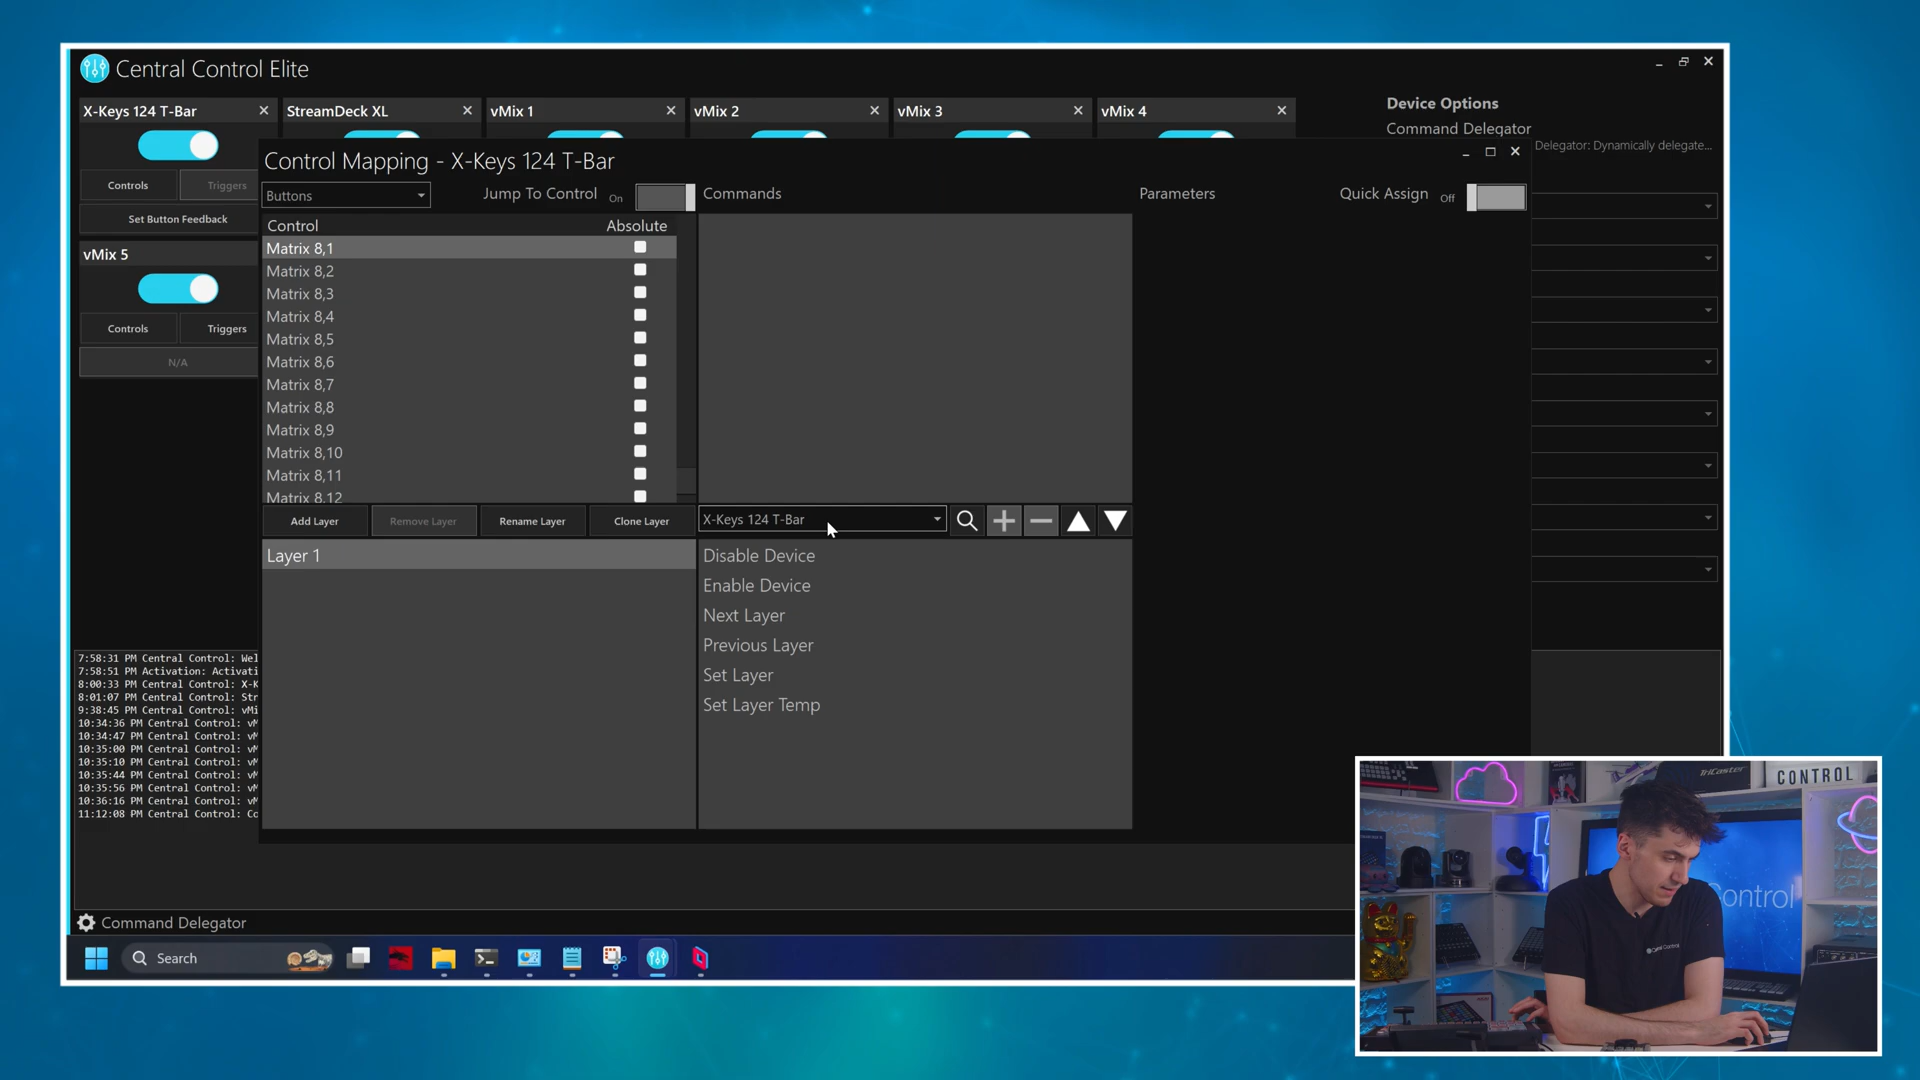 Central Control Elite
X-Keys 124 T-Bar
StreamDeck XL
vMix 1
vMix 2
vMix 3
vMix 4
Device Options
Command Delegator
Delegator: Dynamically delegate...
Controls
Triggers
Set Button Feedback
vMix 5
Controls
Triggers
N/A
Control Mapping - X-Keys 124 T-Bar
Buttons
Jump To Control
On
Commands
Parameters
Quick Assign
Off
Control
Absolute
Matrix 8,1
Matrix 8,2
Matrix 8,3
Matrix 8,4
Matrix 8,5
Matrix 8,6
Matrix 8,7
Matrix 8,8
Matrix 8,9
Matrix 8,10
Matrix 8,11
Matrix 8,12
Add Layer
Remove Layer
Rename Layer
Clone Layer
X-Keys 124 T-Bar
Layer 1
Disable Device
Enable Device
Next Layer
Previous Layer
Set Layer
Set Layer Temp
7:58:31 PM Central Control: Wel
7:58:51 PM Activation: Activati
8:00:33 PM Central Control: X-K
8:01:07 PM Central Control: Str
9:38:45 PM Central Control: vMi
10:34:36 PM Central Control: vM
10:34:47 PM Central Control: vM
10:35:00 PM Central Control: vM
10:35:10 PM Central Control: vM
10:35:44 PM Central Control: vM
10:35:56 PM Central Control: vM
10:36:16 PM Central Control: vM
11:12:08 PM Central Control: Co
Command Delegator
Search
TriCaster
CONTROL
Control